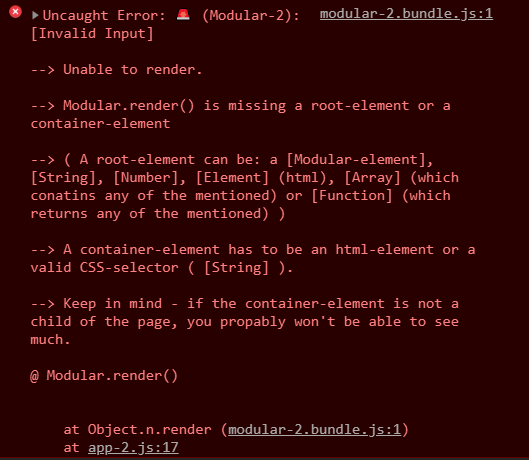 Uncaught Error: 🚨 (Modular-2): modular-2.bundle.js:1
[Invalid Input]
--> Unable to render.
--> Modular.render() is missing a root-element or a
container-element
--> ( A root-element can be: a [Modular-element],
[String], [Number], [Element] (html), [Array] (which
conatins any of the mentioned) or [Function] (which
returns any of the mentioned) )
--> A container-element has to be an html-element or a
valid CSS-selector ( [String] ).
--> Keep in mind - if the container-element is not a
child of the page, you propably won't be able to see
much.
@ Modular.render()
at Object.n.render (modular-2.bundle.js:1)
at app-2.js:17